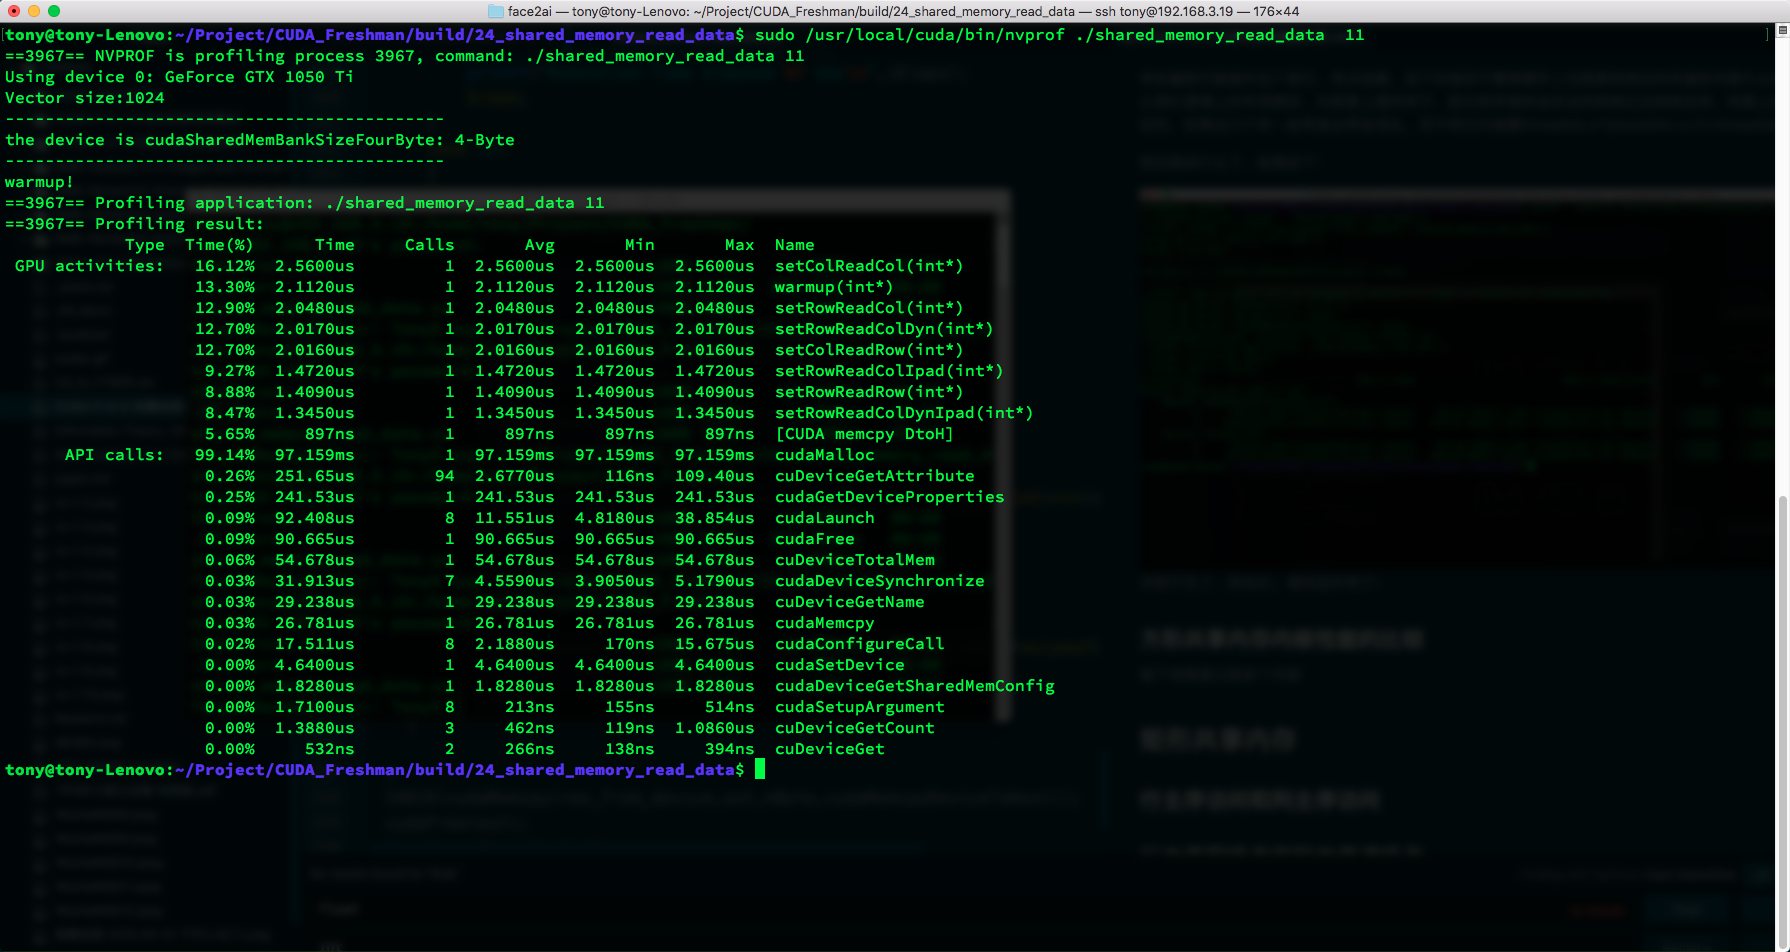 face2ai — tony@tony-Lenovo: ~/Project/CUDA_Freshman/build/24_shared_memory_read_data — ssh tony@192.168.3.19 — 176×44
[tony@tony-Lenovo:~/Project/CUDA_Freshman/build/24_shared_memory_read_data$ sudo /usr/local/cuda/bin/nvprof ./shared_memory_read_data  11 ]
==3967== NVPROF is profiling process 3967, command: ./shared_memory_read_data 11
Using device 0: GeForce GTX 1050 Ti
Vector size:1024
--------------------------------------------
the device is cudaSharedMemBankSizeFourByte: 4-Byte
--------------------------------------------
warmup!
==3967== Profiling application: ./shared_memory_read_data 11
==3967== Profiling result:
            Type  Time(%)      Time     Calls       Avg       Min       Max  Name
 GPU activities:   16.12%  2.5600us         1  2.5600us  2.5600us  2.5600us  setColReadCol(int*)
                   13.30%  2.1120us         1  2.1120us  2.1120us  2.1120us  warmup(int*)
                   12.90%  2.0480us         1  2.0480us  2.0480us  2.0480us  setRowReadCol(int*)
                   12.70%  2.0170us         1  2.0170us  2.0170us  2.0170us  setRowReadColDyn(int*)
                   12.70%  2.0160us         1  2.0160us  2.0160us  2.0160us  setColReadRow(int*)
                    9.27%  1.4720us         1  1.4720us  1.4720us  1.4720us  setRowReadColIpad(int*)
                    8.88%  1.4090us         1  1.4090us  1.4090us  1.4090us  setRowReadRow(int*)
                    8.47%  1.3450us         1  1.3450us  1.3450us  1.3450us  setRowReadColDynIpad(int*)
                    5.65%     897ns         1     897ns     897ns     897ns  [CUDA memcpy DtoH]
      API calls:   99.14%  97.159ms         1  97.159ms  97.159ms  97.159ms  cudaMalloc
                    0.26%  251.65us        94  2.6770us     116ns  109.40us  cuDeviceGetAttribute
                    0.25%  241.53us         1  241.53us  241.53us  241.53us  cudaGetDeviceProperties
                    0.09%  92.408us         8  11.551us  4.8180us  38.854us  cudaLaunch
                    0.09%  90.665us         1  90.665us  90.665us  90.665us  cudaFree
                    0.06%  54.678us         1  54.678us  54.678us  54.678us  cuDeviceTotalMem
                    0.03%  31.913us         7  4.5590us  3.9050us  5.1790us  cudaDeviceSynchronize
                    0.03%  29.238us         1  29.238us  29.238us  29.238us  cuDeviceGetName
                    0.03%  26.781us         1  26.781us  26.781us  26.781us  cudaMemcpy
                    0.02%  17.511us         8  2.1880us     170ns  15.675us  cudaConfigureCall
                    0.00%  4.6400us         1  4.6400us  4.6400us  4.6400us  cudaSetDevice
                    0.00%  1.8280us         1  1.8280us  1.8280us  1.8280us  cudaDeviceGetSharedMemConfig
                    0.00%  1.7100us         8     213ns     155ns     514ns  cudaSetupArgument
                    0.00%  1.3880us         3     462ns     119ns  1.0860us  cuDeviceGetCount
                    0.00%     532ns         2     266ns     138ns     394ns  cuDeviceGet
tony@tony-Lenovo:~/Project/CUDA_Freshman/build/24_shared_memory_read_data$